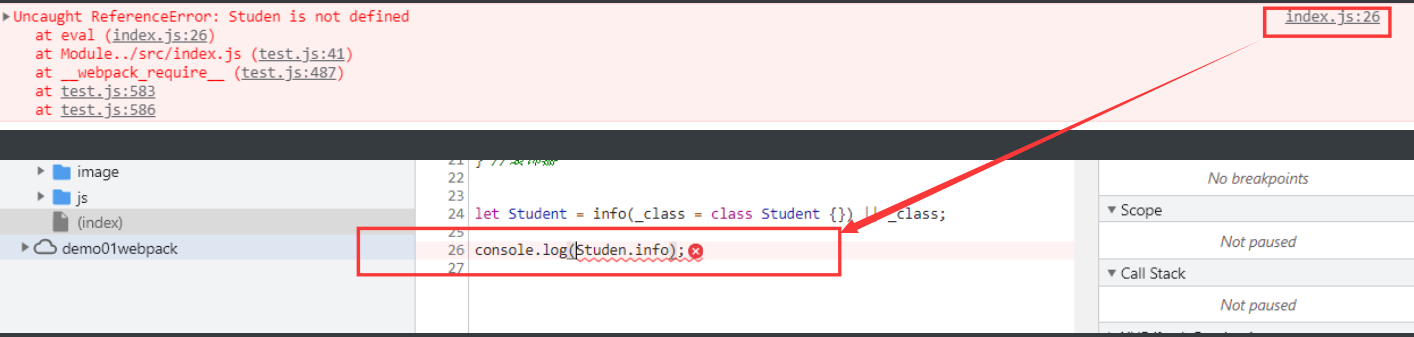 ▶Uncaught ReferenceError: Studen is not defined index.js:26
at eval (index.js:26)
at Module../src/index.js (test.js:41)
at __webpack_require__ (test.js:487)
at test.js:583
at test.js:586
image
js
(index)
demo01webpack
21 } //装饰器
22
23
24 let Student = info(_class = class Student {}) || _class;
25
26 console.log(Studen.info);
27
No breakpoints
▼ Scope
Not paused
▼ Call Stack
Not paused